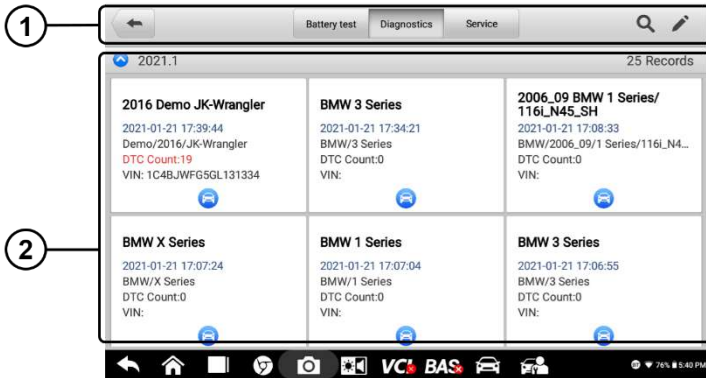 1
Battery test Diagnostics Service
2021.1 25 Records
2016 Demo JK-Wrangler
2021-01-21 17:39:44
Demo/2016/JK-Wrangler
DTC Count:19
VIN: 1C4BJWFG5GL131334
BMW 3 Series
2021-01-21 17:34:21
BMW/3 Series
DTC Count:0
VIN:
2006_09 BMW 1 Series/
116i_N45_SH
2021-01-21 17:08:33
BMW/2006_09/1 Series/116i_N4...
DTC Count:0
VIN:
2
BMW X Series
2021-01-21 17:07:24
BMW/X Series
DTC Count:0
VIN:
BMW 1 Series
2021-01-21 17:07:04
BMW/1 Series
DTC Count:0
VIN:
BMW 3 Series
2021-01-21 17:06:55
BMW/3 Series
DTC Count:0
VIN:
VCI BAS 76% 5:40 PM